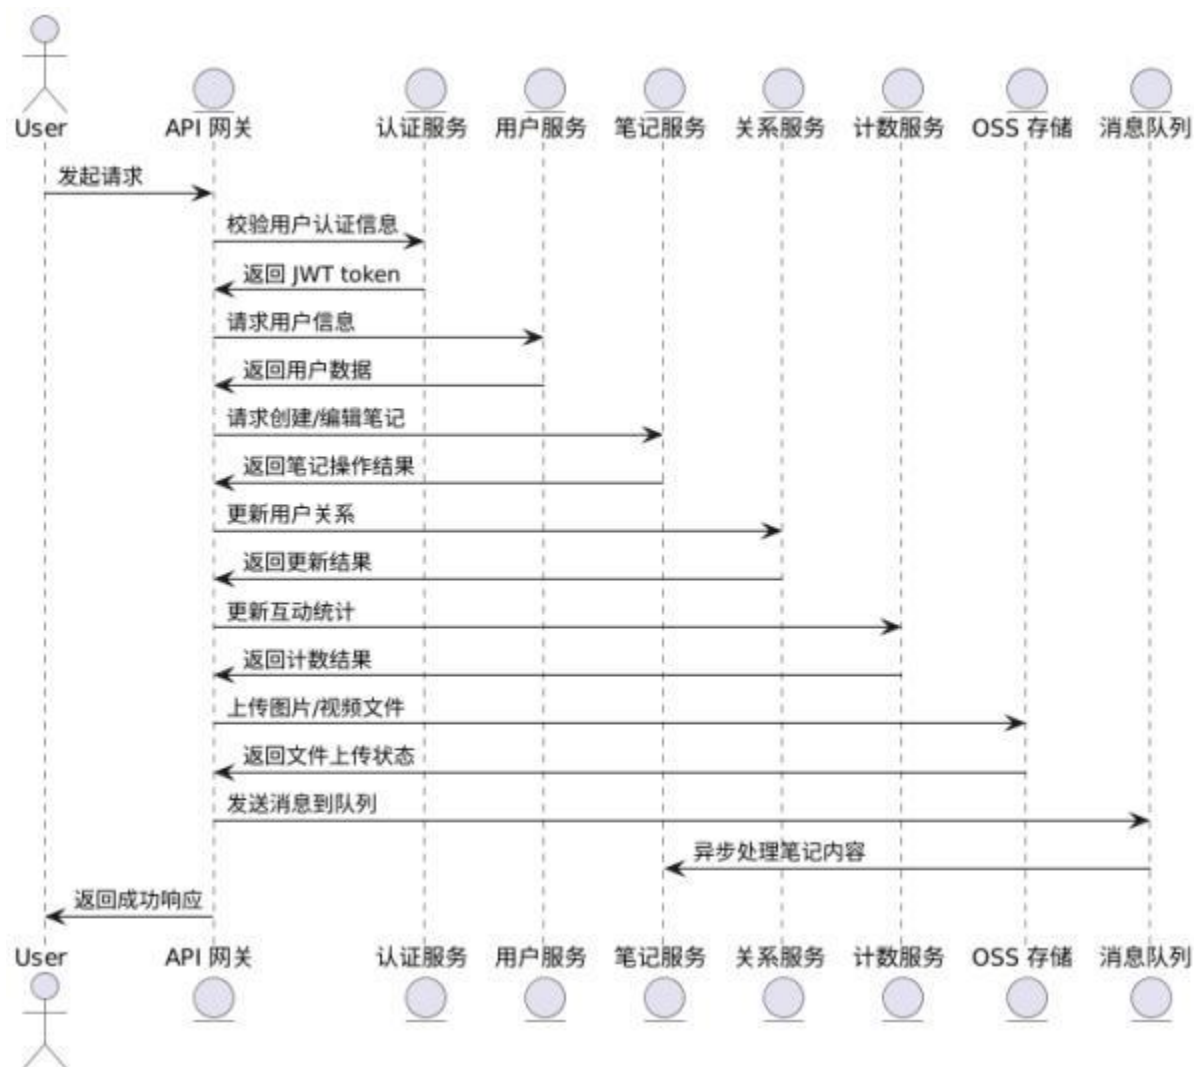 User
API 网关
认证服务
用户服务
笔记服务
关系服务
计数服务
OSS 存储
消息队列
发起请求
校验用户认证信息
返回 JWT token
请求用户信息
返回用户数据
请求创建/编辑笔记
返回笔记操作结果
更新用户关系
返回更新结果
更新互动统计
返回计数结果
上传图片/视频文件
返回文件上传状态
发送消息到队列
异步处理笔记内容
返回成功响应
User
API 网关
认证服务
用户服务
笔记服务
关系服务
计数服务
OSS 存储
消息队列